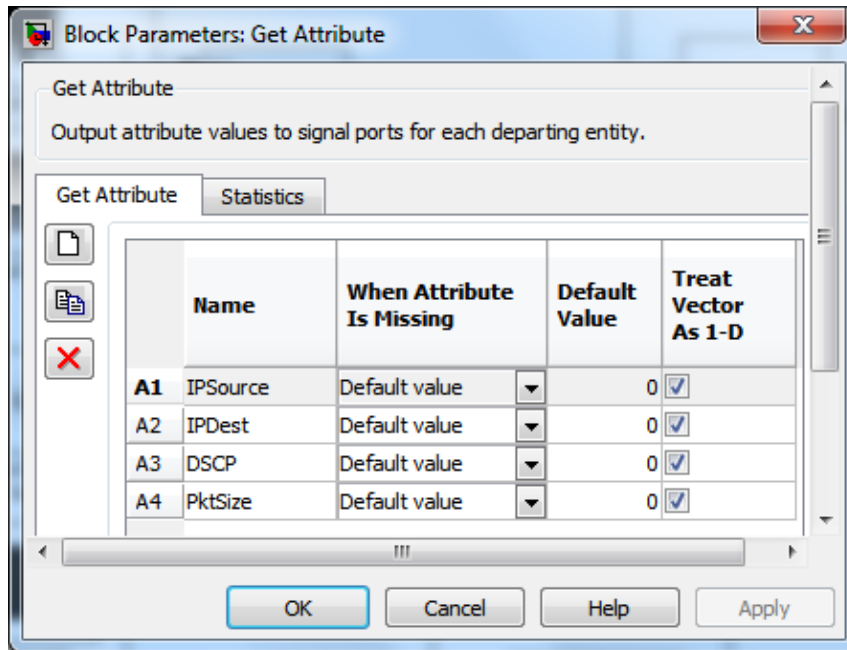 Block Parameters: Get Attribute
X
Get Attribute
Output attribute values to signal ports for each departing entity.
Get Attribute Statistics
Name When Attribute Is Missing Default Value Treat Vector As 1-D
A1 IPSource Default value 0
A2 IPDest Default value 0
A3 DSCP Default value 0
A4 PktSize Default value 0
OK Cancel Help Apply